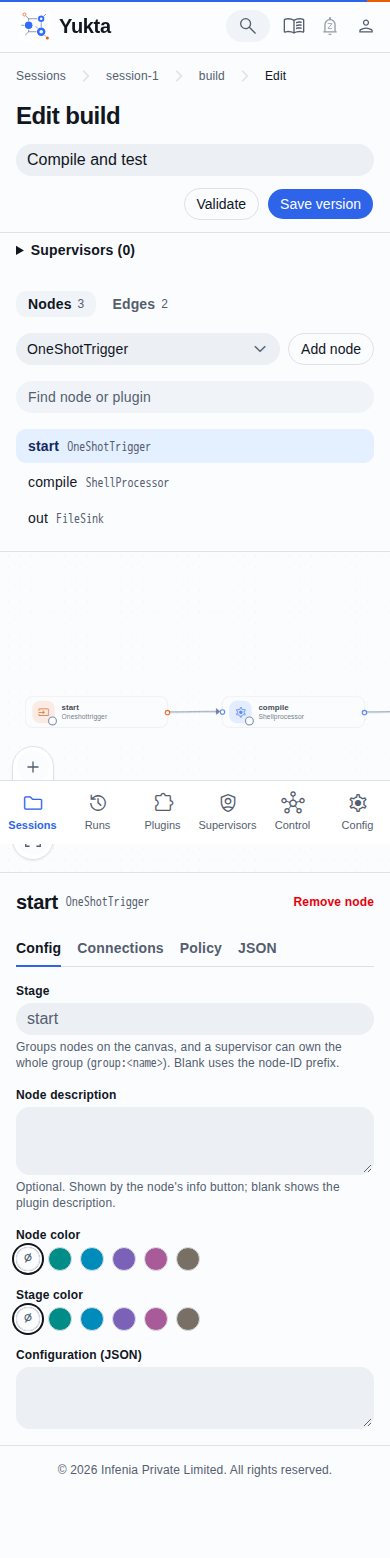 Yukta
Sessions
session-1
build
Edit
Edit build
Compile and test
Validate
Save version
Supervisors (0)
Nodes 3
Edges 2
OneShotTrigger
Add node
Find node or plugin
start OneShotTrigger
compile ShellProcessor
out FileSink
start
Oneshottrigger
compile
Shellprocessor
Sessions
Runs
Plugins
Supervisors
Control
Config
start OneShotTrigger
Remove node
Config
Connections
Policy
JSON
Stage
start
Groups nodes on the canvas, and a supervisor can own the
whole group (group:<name>). Blank uses the node-ID prefix.
Node description
Optional. Shown by the node's info button; blank shows the
plugin description.
Node color
Stage color
Configuration (JSON)
© 2026 Infenia Private Limited. All rights reserved.